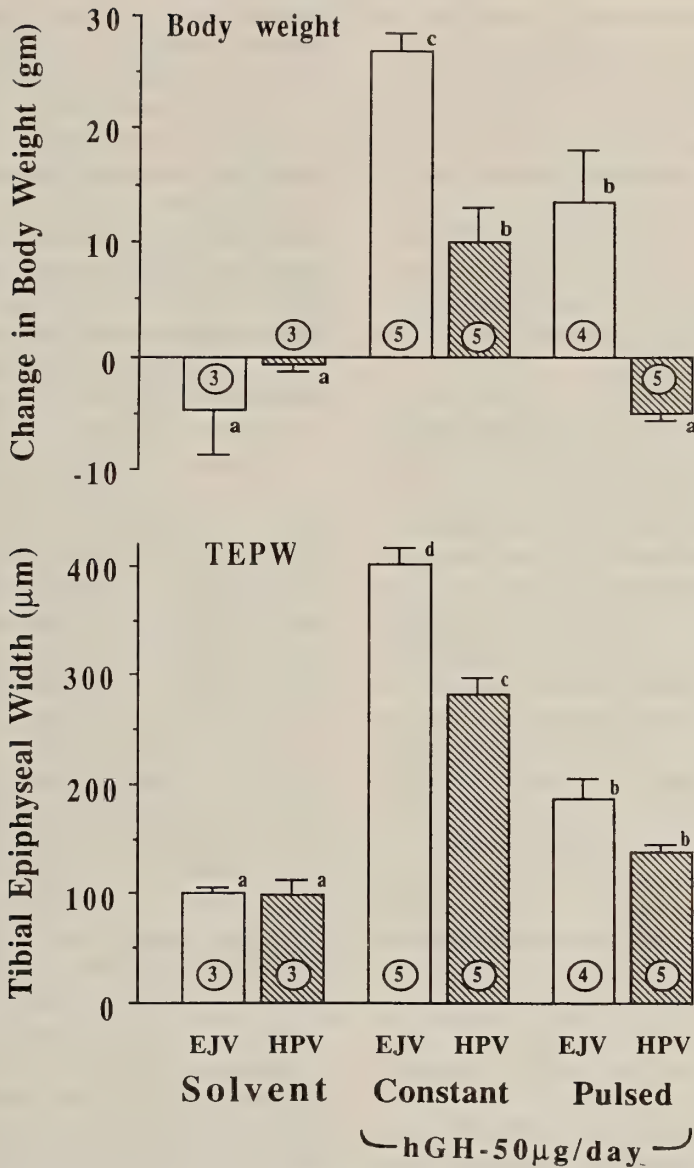 Body weight
Change in Body Weight (gm)
30
20
10
0
-10
3
a
3
a
5
c
5
b
4
b
5
a
TEPW
Tibial Epiphyseal Width (μm)
400
300
200
100
0
a
a
d
c
b
b
3
3
5
5
4
5
EJV HPV EJV HPV EJV HPV
Solvent Constant Pulsed
hGH-50μg/day